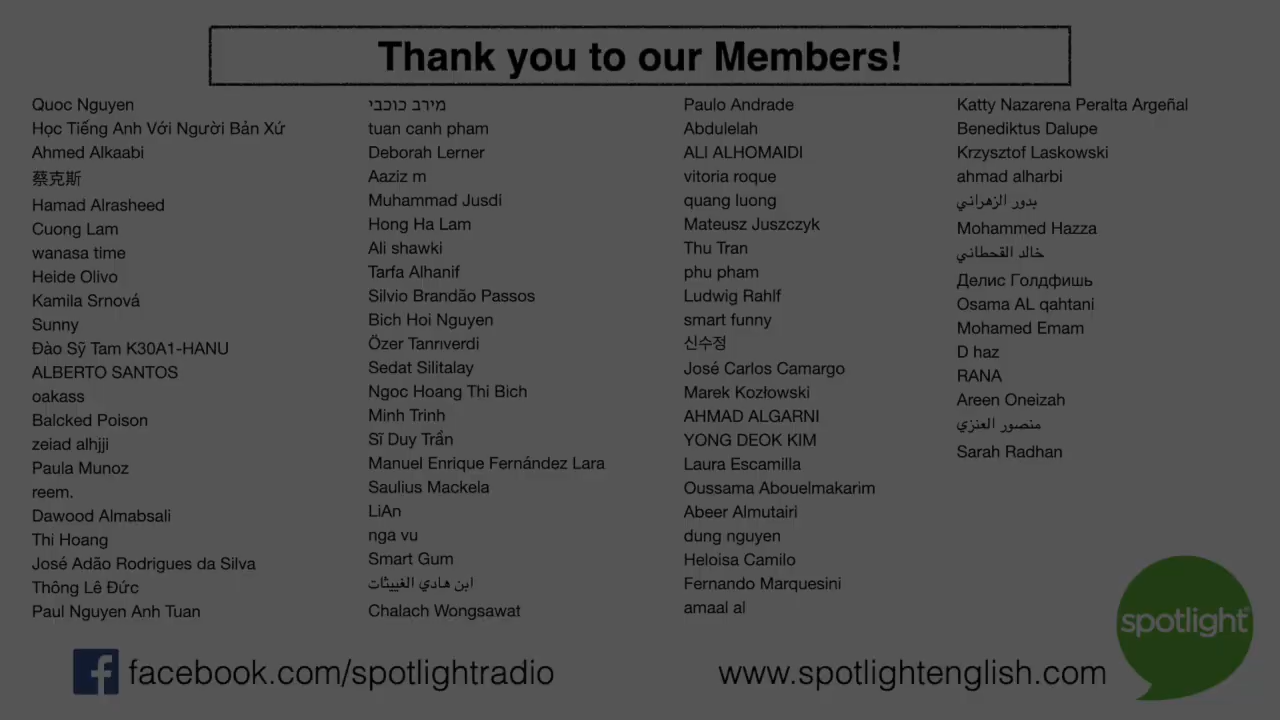 Thank you to our Members!
Quoc Nguyen
Học Tiếng Anh Với Người Bản Xứ
Ahmed Alkaabi
蔡克斯
Hamad Alrasheed
Cuong Lam
wanasa time
Heide Olivo
Kamila Srnová
Sunny
Đào Sỹ Tam K30A1-HANU
ALBERTO SANTOS
oakass
Balcked Poison
zeiad alhjji
Paula Munoz
reem.
Dawood Almabsali
Thi Hoang
José Adão Rodrigues da Silva
Thông Lê Đức
Paul Nguyen Anh Tuan
מירב כוכבי
tuan canh pham
Deborah Lerner
Aaziz m
Muhammad Jusdi
Hong Ha Lam
Ali shawki
Tarfa Alhanif
Silvio Brandão Passos
Bich Hoi Nguyen
Özer Tanrıverdi
Sedat Silitalay
Ngoc Hoang Thi Bich
Minh Trinh
Sĩ Duy Trần
Manuel Enrique Fernández Lara
Saulius Mackela
LiAn
nga vu
Smart Gum
ابن هادي الغييثات
Chalach Wongsawat
Paulo Andrade
Abdulelah
ALI ALHOMAIDI
vitoria roque
quang luong
Mateusz Juszczyk
Thu Tran
phu pham
Ludwig Rahlf
smart funny
신수정
José Carlos Camargo
Marek Kozłowski
AHMAD ALGARNI
YONG DEOK KIM
Laura Escamilla
Oussama Abouelmakarim
Abeer Almutairi
dung nguyen
Heloisa Camilo
Fernando Marquesini
amaal al
Katty Nazarena Peralta Argeñal
Benediktus Dalupe
Krzysztof Laskowski
ahmad alharbi
بدور الزهراني
Mohammed Hazza
خالد القحطاني
Делис Голдфишь
Osama AL qahtani
Mohamed Emam
D haz
RANA
Areen Oneizah
منصور العنزي
Sarah Radhan
spotlight®
facebook.com/spotlightradio
www.spotlightenglish.com